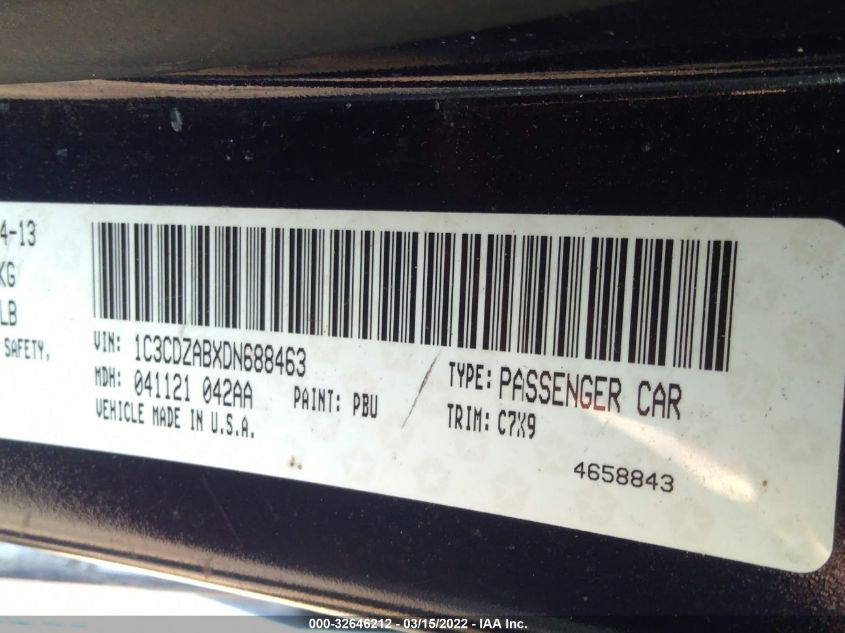 4-13
KG
LB
SAFETY,
VIN: 1C3CDZABXDN688463
MDH: 041121 042AA PAINT: PBU
VEHICLE MADE IN U.S.A.
TYPE: PASSENGER CAR
TRIM: C7X9
4658843
000-32646212 - 03/15/2022 - IAA Inc.